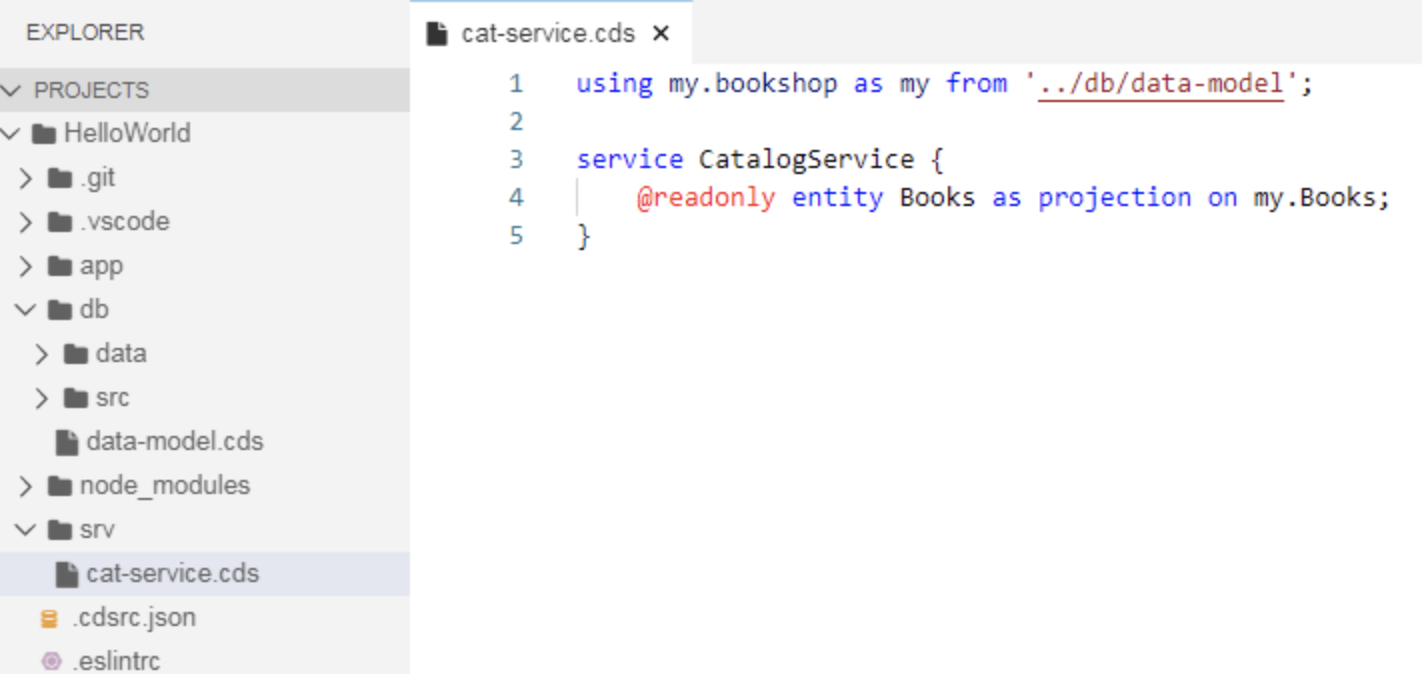 EXPLORER
PROJECTS
HelloWorld
.git
.vscode
app
db
data
src
data-model.cds
node_modules
srv
cat-service.cds
.cdsrc.json
.eslintrc
cat-service.cds ×
1 using my.bookshop as my from '../db/data-model';
2
3 service CatalogService {
4 @readonly entity Books as projection on my.Books;
5 }